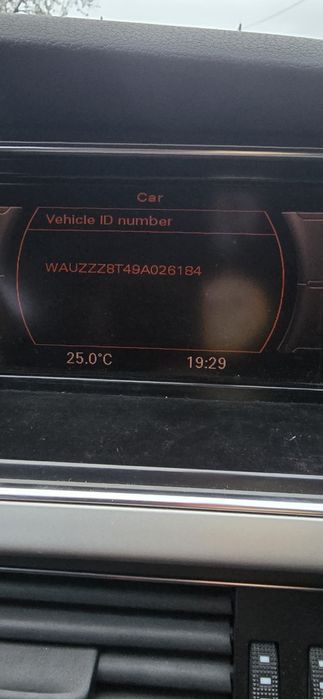 Car
Vehicle ID number
WAUZZZ8T49A026184
25.0°C
19:29